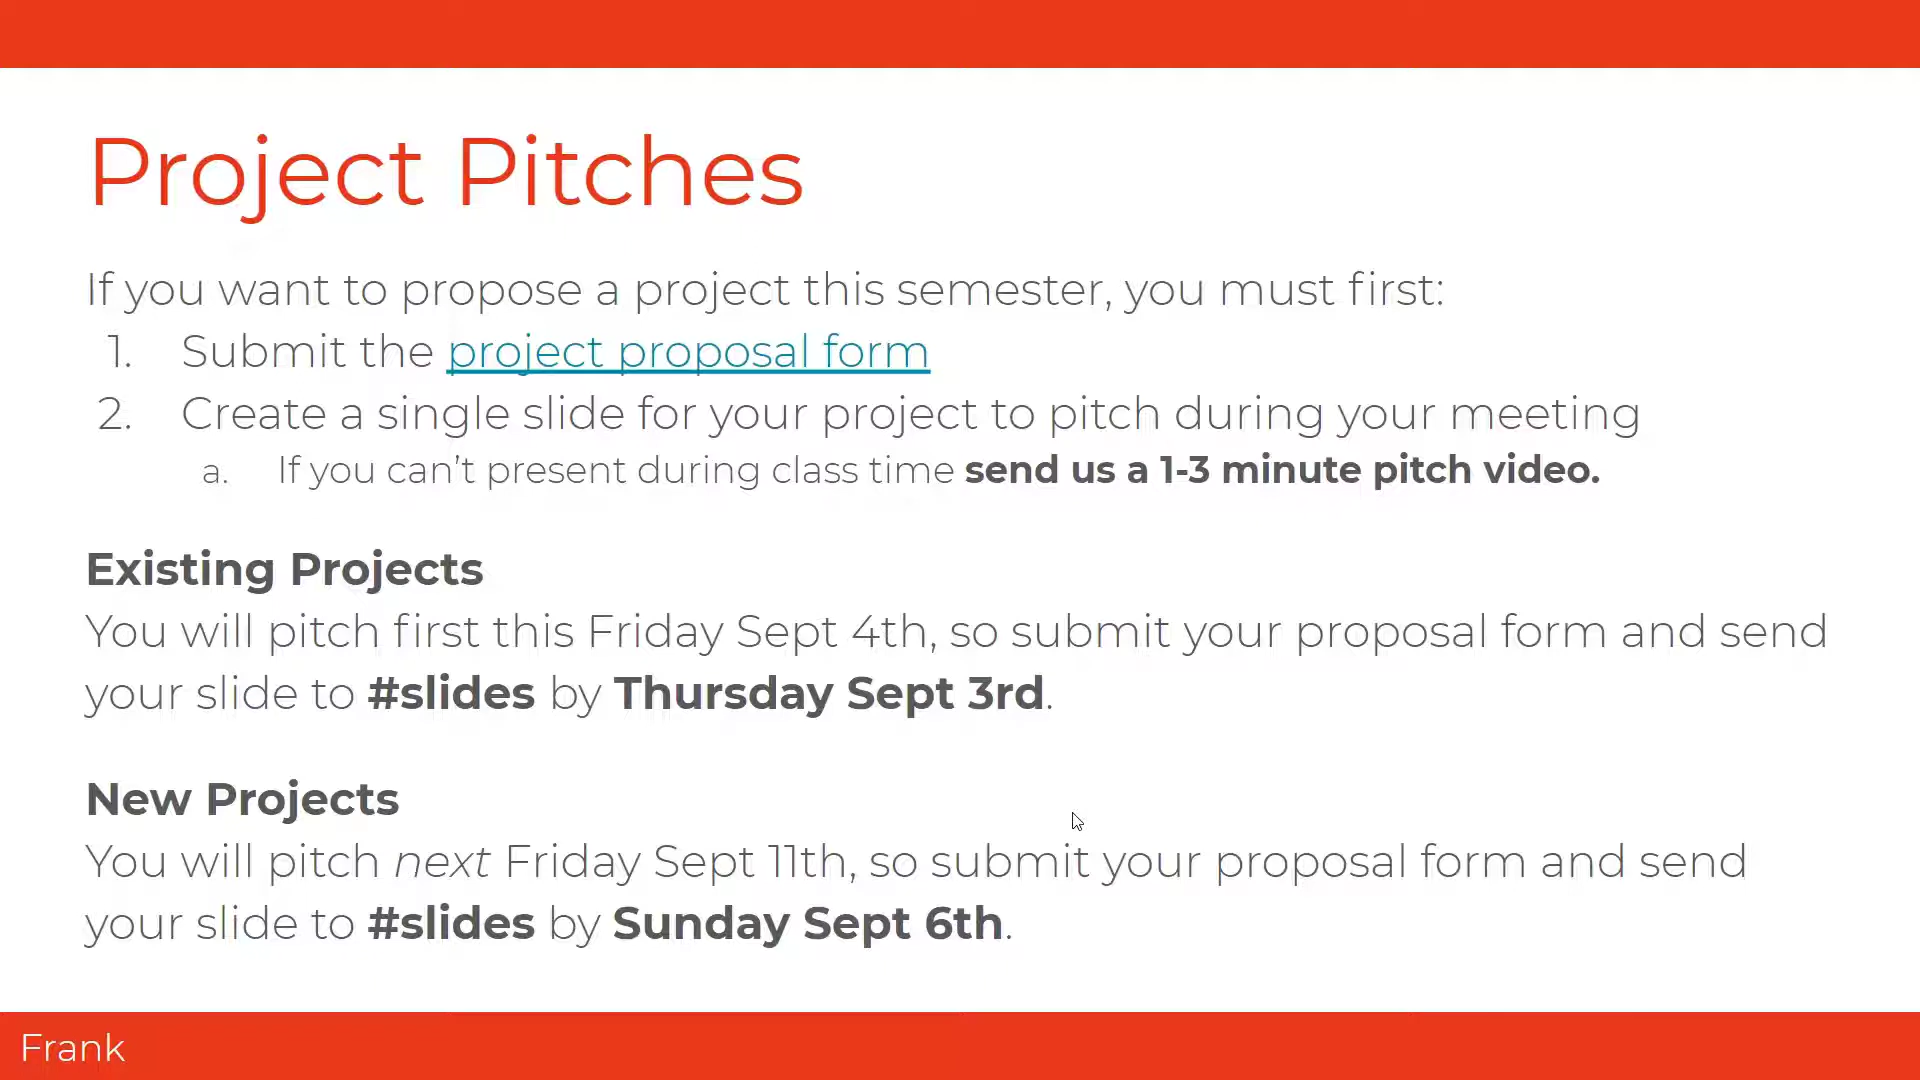 Project Pitches
If you want to propose a project this semester, you must first:
1. Submit the project proposal form
2. Create a single slide for your project to pitch during your meeting
a. If you can’t present during class time send us a 1-3 minute pitch video.
Existing Projects
You will pitch first this Friday Sept 4th, so submit your proposal form and send
your slide to #slides by Thursday Sept 3rd.
New Projects
You will pitch next Friday Sept 11th, so submit your proposal form and send
your slide to #slides by Sunday Sept 6th.
Frank